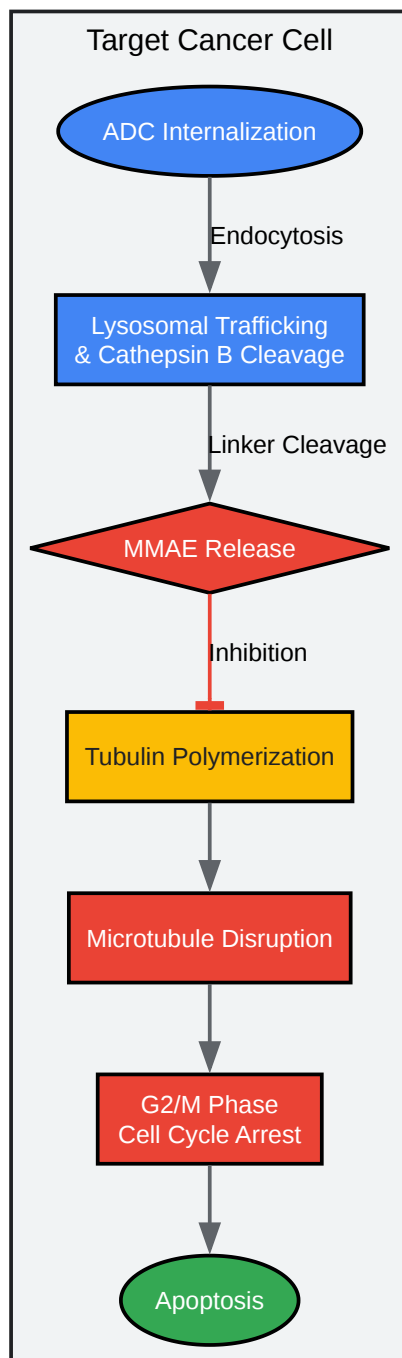 Target Cancer Cell
ADC Internalization
Endocytosis
Lysosomal Trafficking
& Cathepsin B Cleavage
Linker Cleavage
MMAE Release
Inhibition
Tubulin Polymerization
Microtubule Disruption
G2/M Phase
Cell Cycle Arrest
Apoptosis